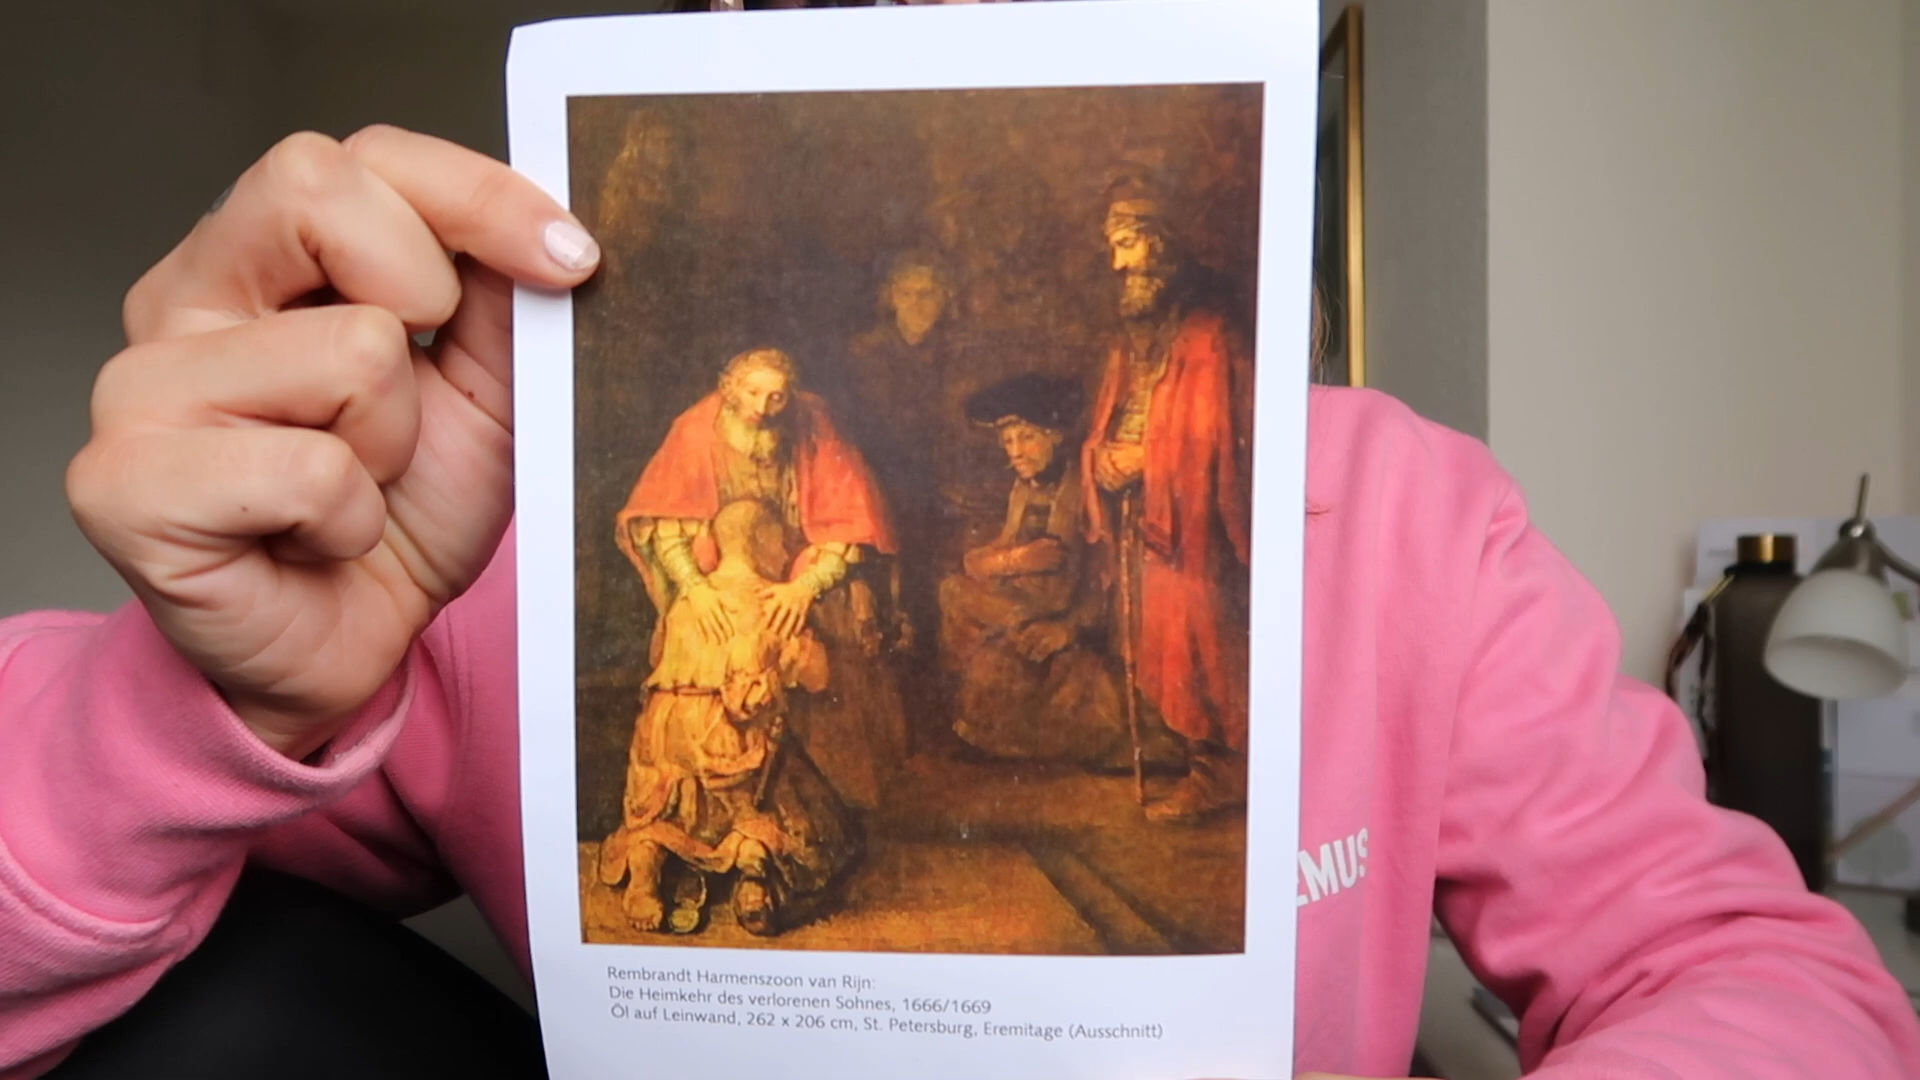 Rembrandt Harmenszoon van Rijn:
Die Heimkehr des verlorenen Sohnes, 1666/1669
Öl auf Leinwand, 262 x 206 cm, St. Petersburg, Eremitage (Ausschnitt)